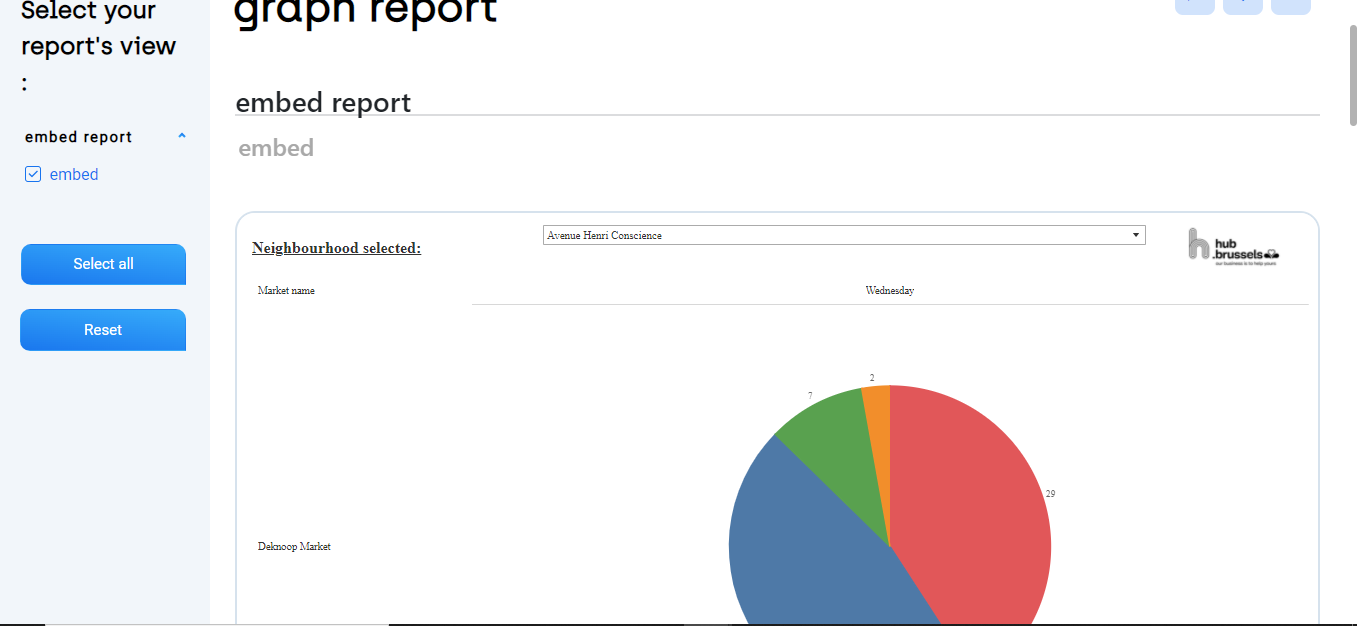 Select your
report's view
:
embed report
embed
Select all
Reset
graph report
embed report
embed
Neighbourhood selected:
Avenue Henri Conscience
hub
.brussels
our business is to help yours
Market name
Wednesday
2
7
29
Deknoop Market